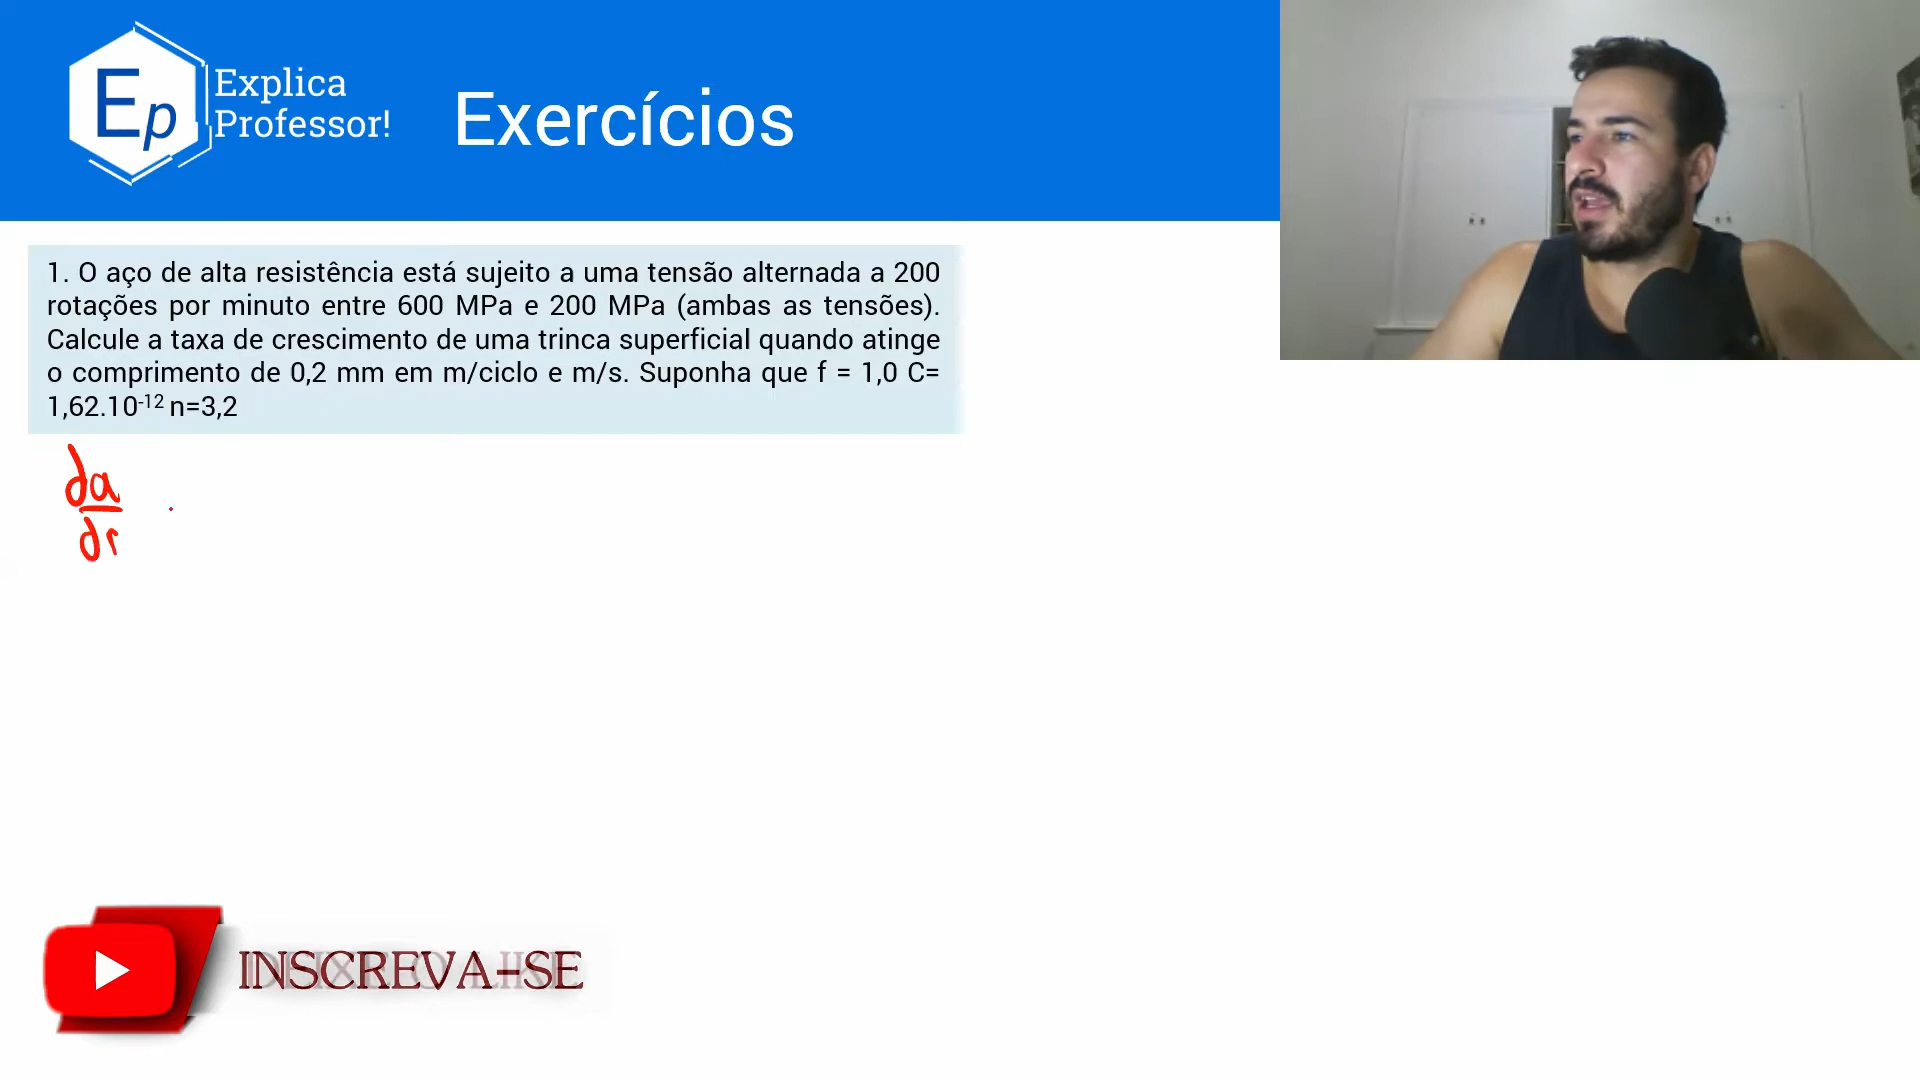 Ep
Explica
Professor!
Exercícios
1. O aço de alta resistência está sujeito a uma tensão alternada a 200
rotações por minuto entre 600 MPa e 200 MPa (ambas as tensões).
Calcule a taxa de crescimento de uma trinca superficial quando atinge
o comprimento de 0,2 mm em m/ciclo e m/s. Suponha que f = 1,0 C=
1,62.10-12 n=3,2
da
INSCREVA-SE